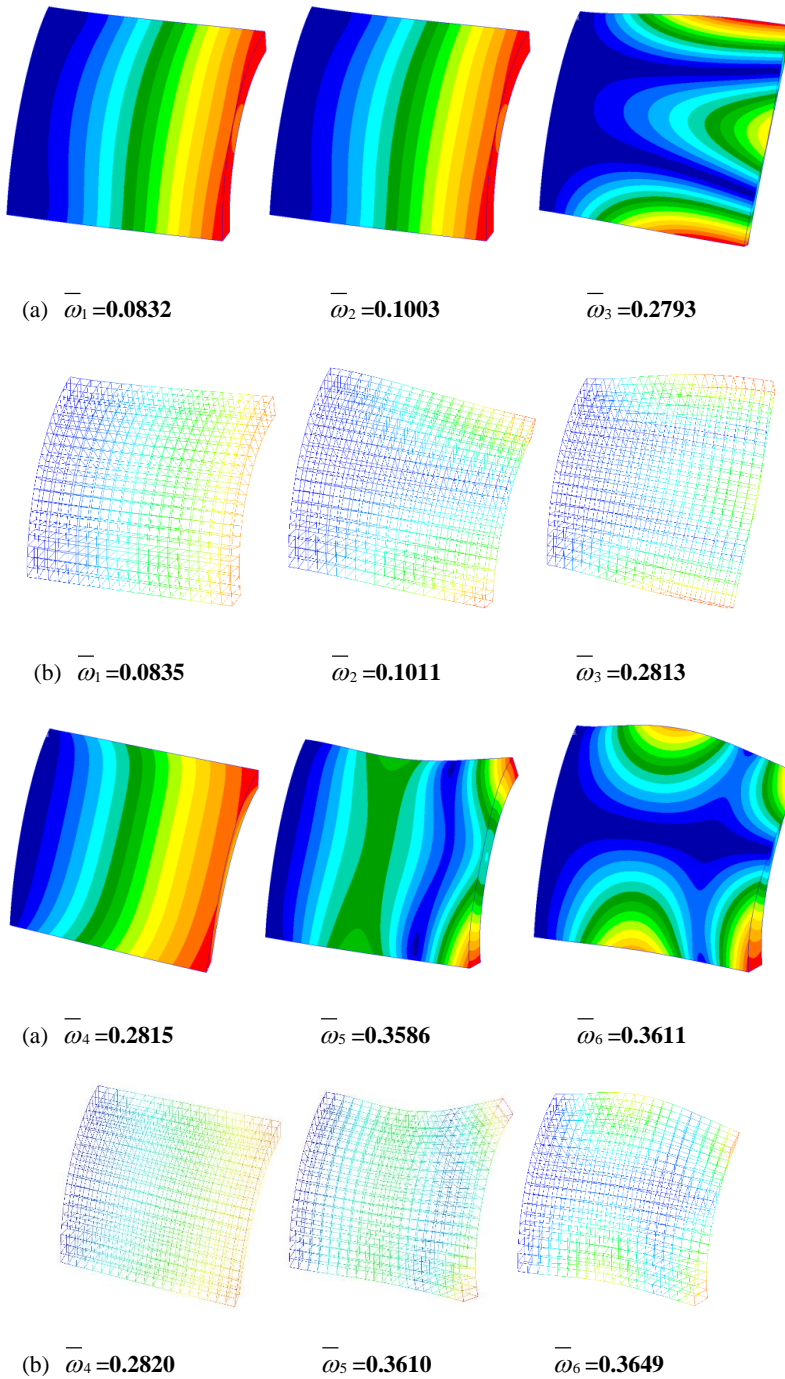 (a) ω̅₁ =0.0832 ω̅₂ =0.1003 ω̅₃ =0.2793
(b) ω̅₁ =0.0835 ω̅₂ =0.1011 ω̅₃ =0.2813
(a) ω̅₄ =0.2815 ω̅₅ =0.3586 ω̅₆ =0.3611
(b) ω̅₄ =0.2820 ω̅₅ =0.3610 ω̅₆ =0.3649